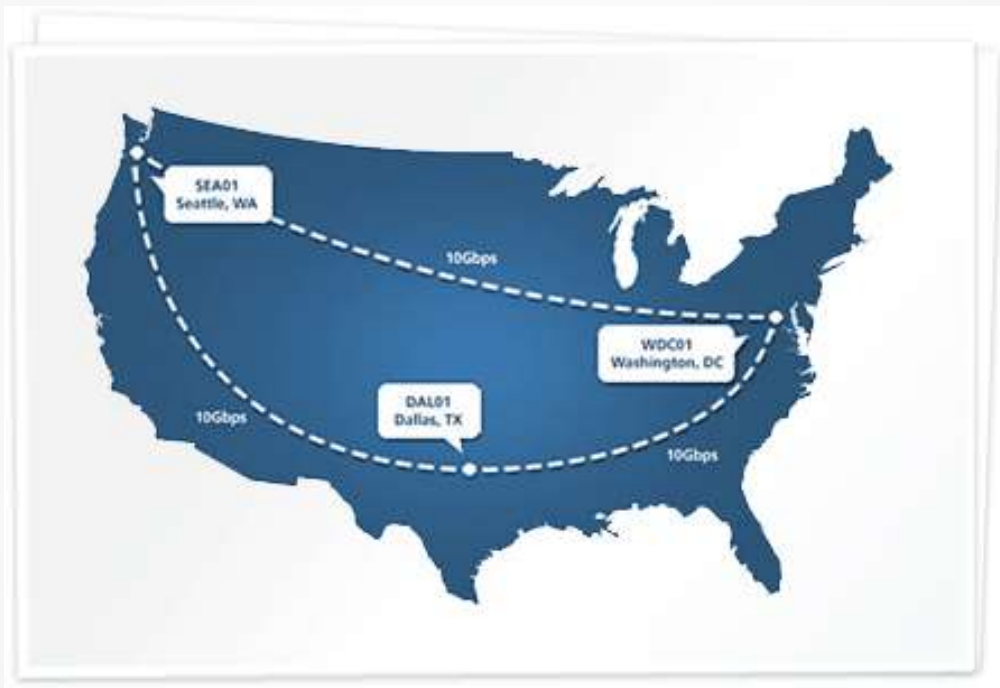 SEA01
Seattle, WA
10Gbps
WDC01
Washington, DC
DAL01
Dallas, TX
10Gbps
10Gbps